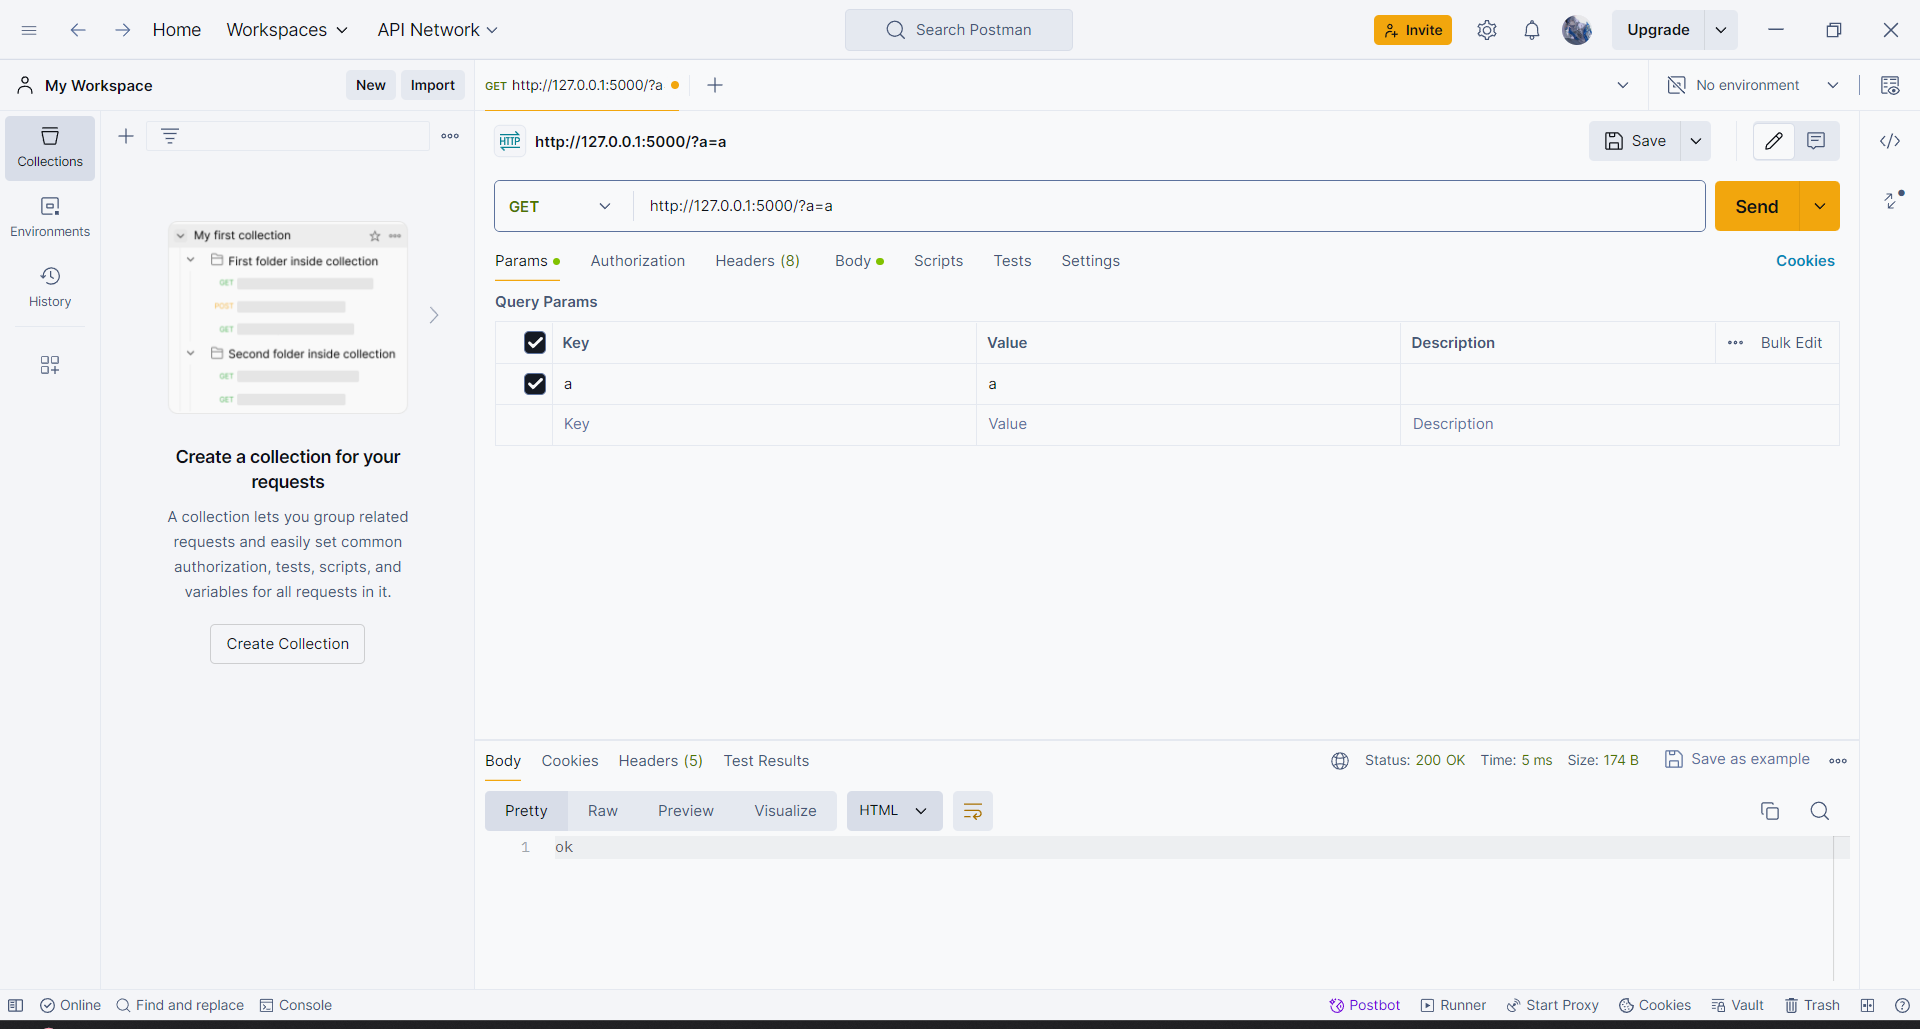 Home Workspaces API Network Search Postman Invite Upgrade
My Workspace New Import GET http://127.0.0.1:5000/?a No environment
Collections
Environments
History
My first collection
First folder inside collection
GET
POST
GET
Second folder inside collection
GET
GET
Create a collection for your
requests
A collection lets you group related
requests and easily set common
authorization, tests, scripts, and
variables for all requests in it.
Create Collection
HTTP http://127.0.0.1:5000/?a=a Save
GET http://127.0.0.1:5000/?a=a Send
Params Authorization Headers (8) Body Scripts Tests Settings Cookies
Query Params
Key Value Description Bulk Edit
a a
Key Value Description
Body Cookies Headers (5) Test Results Status: 200 OK Time: 5 ms Size: 174 B Save as example
Pretty Raw Preview Visualize HTML
1 ok
Online Find and replace Console Postbot Runner Start Proxy Cookies Vault Trash